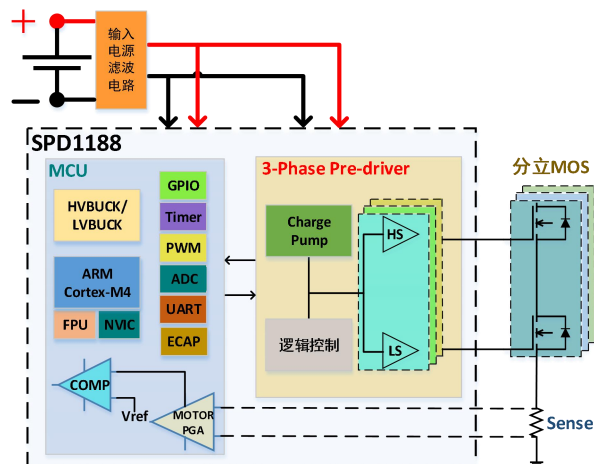 +
输入
电源
滤波
电路
−
SPD1188
MCU
3-Phase Pre-driver
分立MOS
GPIO
HVBUCK/
LVBUCK
Timer
Charge
Pump
HS
PWM
ARM
Cortex-M4
ADC
FPU
NVIC
UART
ECAP
逻辑控制
LS
COMP
Vref
MOTOR
PGA
Sense